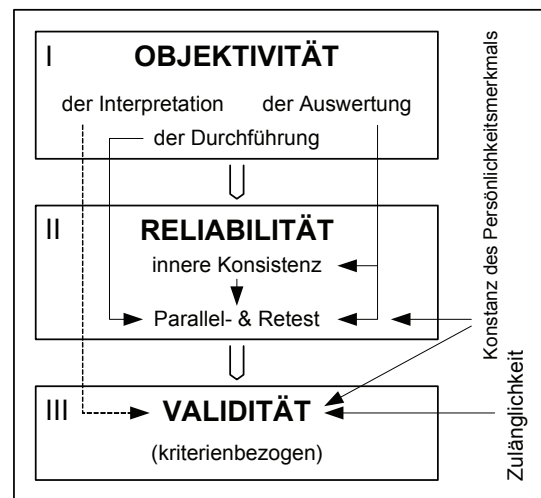 I
OBJEKTIVITÄT
der Interpretation
der Auswertung
der Durchführung
II
RELIABILITÄT
innere Konsistenz
Parallel- & Retest
III
VALIDITÄT
(kriterienbezogen)
Konstanz des Persönlichkeitsmerkmals
Zulänglichkeit